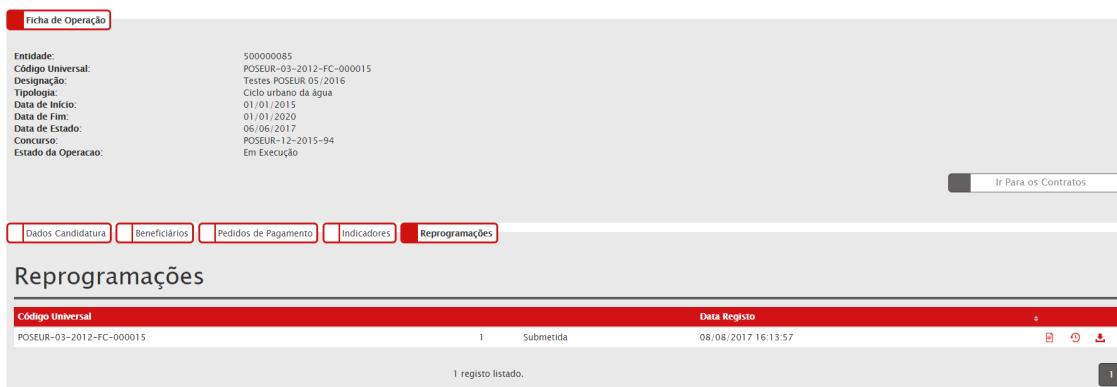 Ficha de Operação
Entidade: 500000085
Código Universal: POSEUR-03-2012-FC-000015
Designação: Testes POSEUR 05/2016
Tipologia: Ciclo urbano da água
Data de Início: 01/01/2015
Data de Fim: 01/01/2020
Data de Estado: 06/06/2017
Concurso: POSEUR-12-2015-94
Estado da Operacao: Em Execução
Ir Para os Contratos
Dados Candidatura Beneficiários Pedidos de Pagamento Indicadores Reprogramações
Reprogramações
Código Universal Data Registo
POSEUR-03-2012-FC-000015 1 Submetida 08/08/2017 16:13:57
1 registo listado. 1